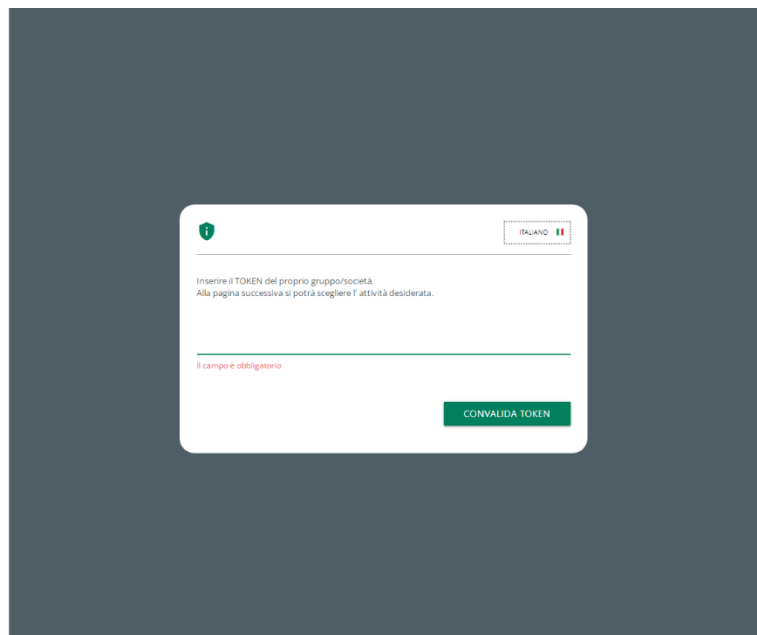 ITALIANO
Inserire il TOKEN del proprio gruppo/società.
Alla pagina successiva si potrà scegliere l' attività desiderata.
Il campo è obbligatorio
CONVALIDA TOKEN